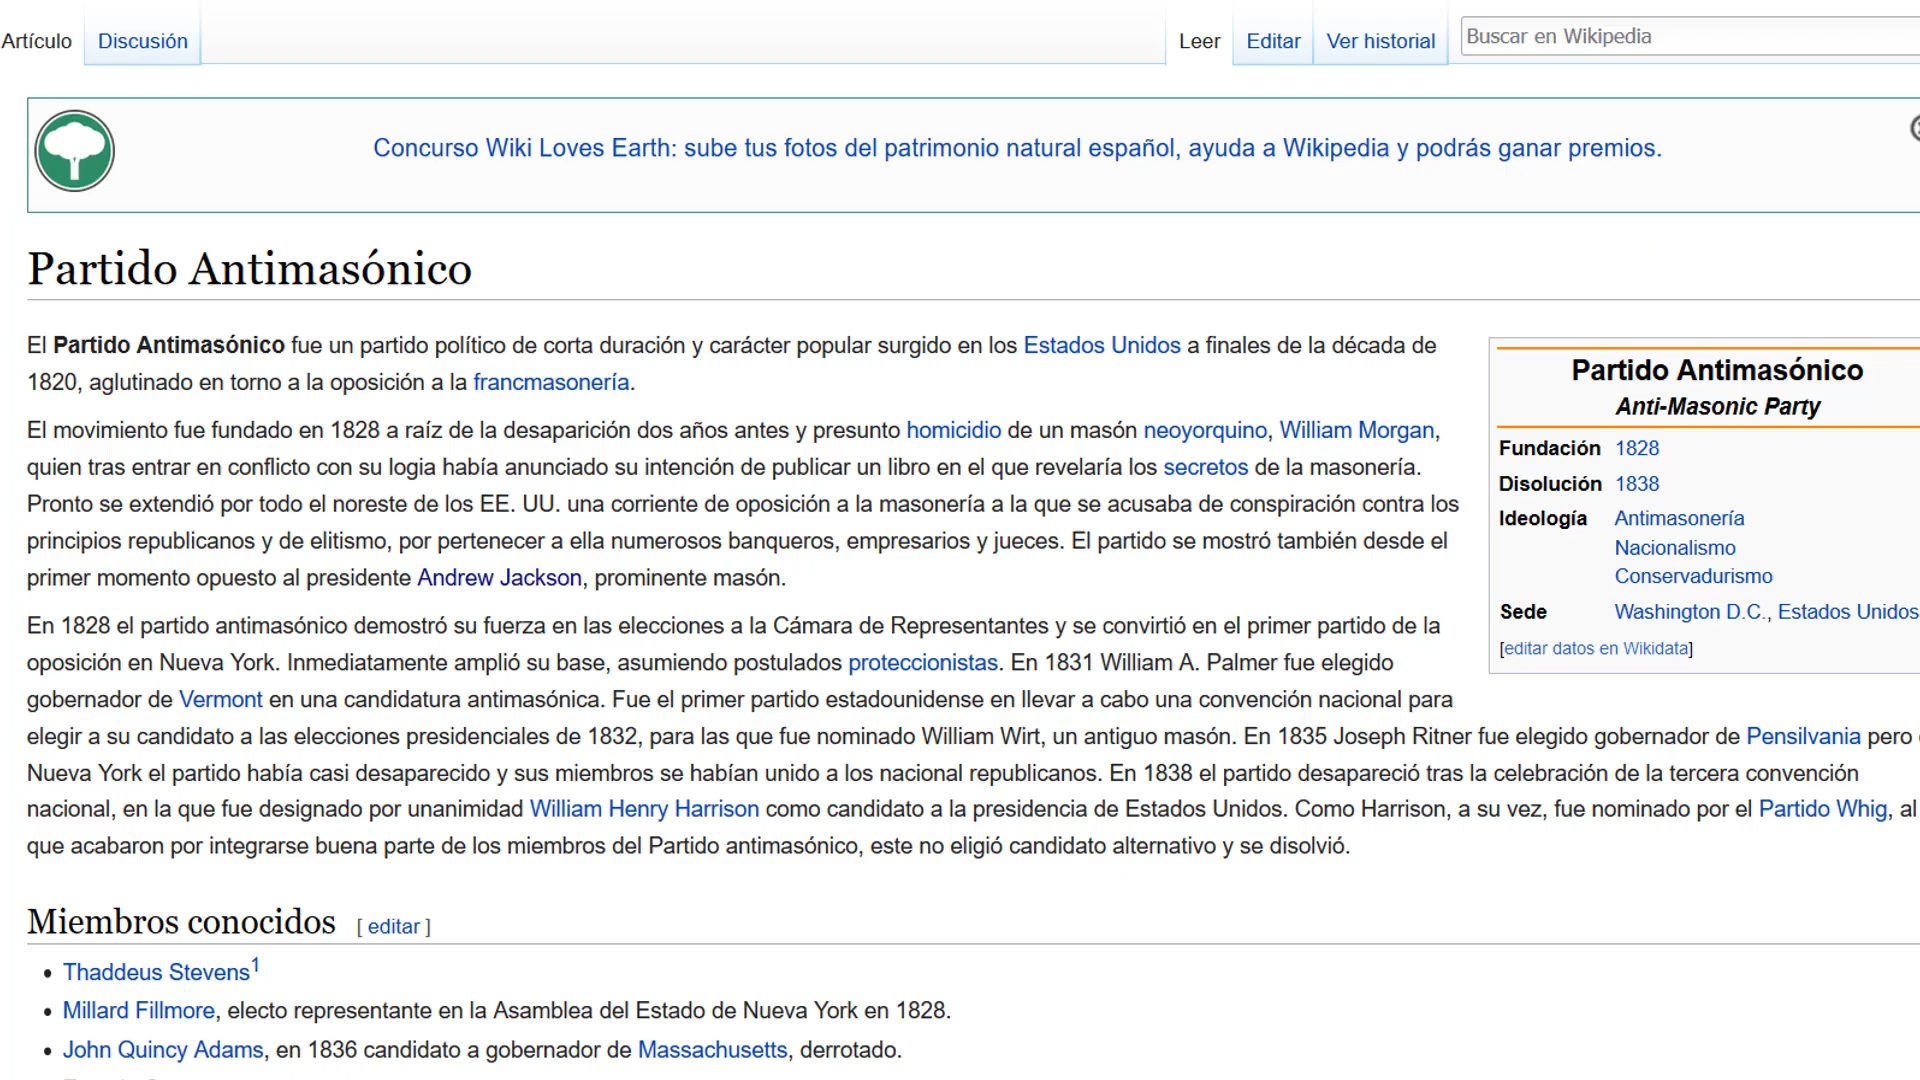 Artículo Discusión Leer Editar Ver historial Buscar en Wikipedia
Concurso Wiki Loves Earth: sube tus fotos del patrimonio natural español, ayuda a Wikipedia y podrás ganar premios.
Partido Antimasónico
El Partido Antimasónico fue un partido político de corta duración y carácter popular surgido en los Estados Unidos a finales de la década de
1820, aglutinado en torno a la oposición a la francmasonería.
El movimiento fue fundado en 1828 a raíz de la desaparición dos años antes y presunto homicidio de un masón neoyorquino, William Morgan,
quien tras entrar en conflicto con su logia había anunciado su intención de publicar un libro en el que revelaría los secretos de la masonería.
Pronto se extendió por todo el noreste de los EE. UU. una corriente de oposición a la masonería a la que se acusaba de conspiración contra los
principios republicanos y de elitismo, por pertenecer a ella numerosos banqueros, empresarios y jueces. El partido se mostró también desde el
primer momento opuesto al presidente Andrew Jackson, prominente masón.
En 1828 el partido antimasónico demostró su fuerza en las elecciones a la Cámara de Representantes y se convirtió en el primer partido de la
oposición en Nueva York. Inmediatamente amplió su base, asumiendo postulados proteccionistas. En 1831 William A. Palmer fue elegido
gobernador de Vermont en una candidatura antimasónica. Fue el primer partido estadounidense en llevar a cabo una convención nacional para
elegir a su candidato a las elecciones presidenciales de 1832, para las que fue nominado William Wirt, un antiguo masón. En 1835 Joseph Ritner fue elegido gobernador de Pensilvania pero
Nueva York el partido había casi desaparecido y sus miembros se habían unido a los nacional republicanos. En 1838 el partido desapareció tras la celebración de la tercera convención
nacional, en la que fue designado por unanimidad William Henry Harrison como candidato a la presidencia de Estados Unidos. Como Harrison, a su vez, fue nominado por el Partido Whig, al
que acabaron por integrarse buena parte de los miembros del Partido antimasónico, este no eligió candidato alternativo y se disolvió.
Partido Antimasónico
Anti-Masonic Party
Fundación 1828
Disolución 1838
Ideología Antimasonería
Nacionalismo
Conservadurismo
Sede Washington D.C., Estados Unidos
[editar datos en Wikidata]
Miembros conocidos [ editar ]
• Thaddeus Stevens1
• Millard Fillmore, electo representante en la Asamblea del Estado de Nueva York en 1828.
• John Quincy Adams, en 1836 candidato a gobernador de Massachusetts, derrotado.